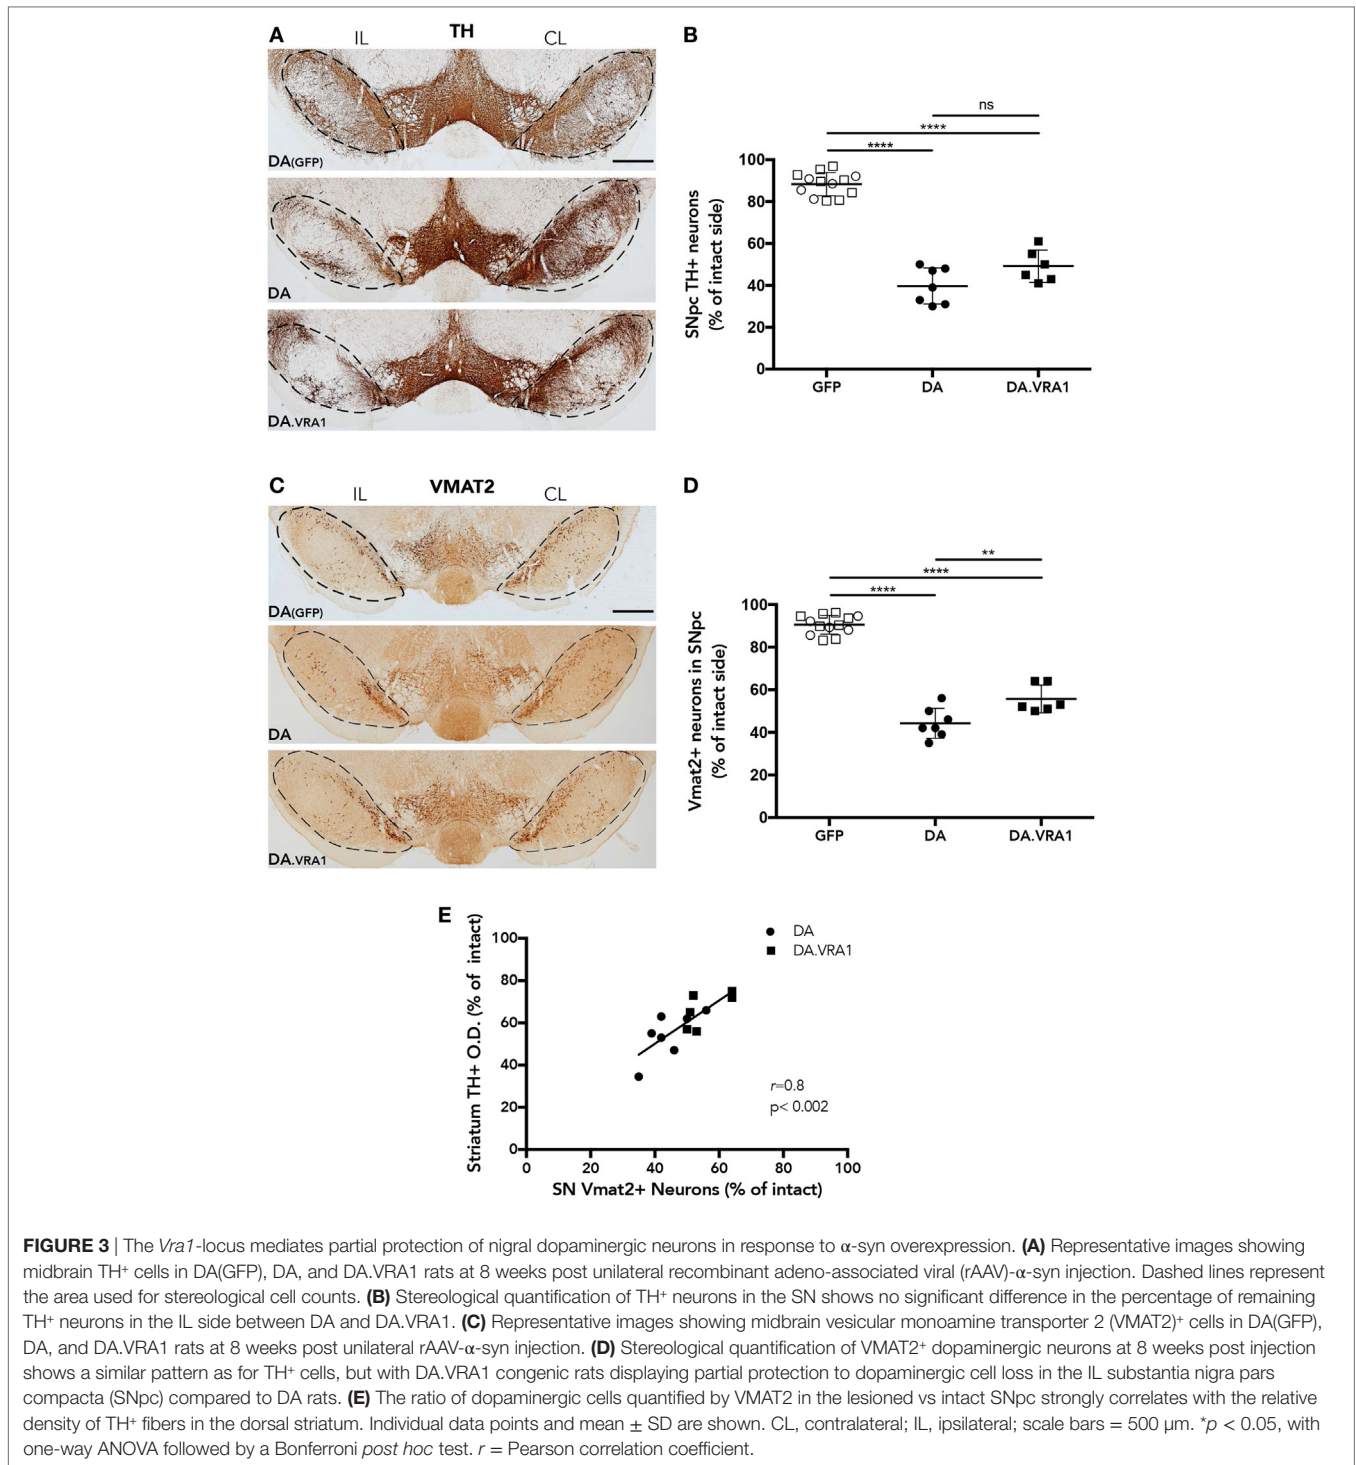 A
IL
TH
CL
DA(GFP)
DA
DA.VRA1
B
ns
****
****
SNpc TH+ neurons
(% of intact side)
100
80
60
40
20
0
GFP
DA
DA.VRA1
C
IL
VMAT2
CL
DA(GFP)
DA
DA.VRA1
D
**
****
****
Vmat2+ neurons in SNpc
(% of intact side)
100
80
60
40
20
0
GFP
DA
DA.VRA1
E
Striatum TH+ O.D. (% of intact)
100
80
60
40
20
0
DA
DA.VRA1
r=0.8
p< 0.002
0
20
40
60
80
100
SN Vmat2+ Neurons (% of intact)
FIGURE 3 | The Vra1-locus mediates partial protection of nigral dopaminergic neurons in response to α-syn overexpression. (A) Representative images showing
midbrain TH⁺ cells in DA(GFP), DA, and DA.VRA1 rats at 8 weeks post unilateral recombinant adeno-associated viral (rAAV)-α-syn injection. Dashed lines represent
the area used for stereological cell counts. (B) Stereological quantification of TH⁺ neurons in the SN shows no significant difference in the percentage of remaining
TH⁺ neurons in the IL side between DA and DA.VRA1. (C) Representative images showing midbrain vesicular monoamine transporter 2 (VMAT2)⁺ cells in DA(GFP),
DA, and DA.VRA1 rats at 8 weeks post unilateral rAAV-α-syn injection. (D) Stereological quantification of VMAT2⁺ dopaminergic neurons at 8 weeks post injection
shows a similar pattern as for TH⁺ cells, but with DA.VRA1 congenic rats displaying partial protection to dopaminergic cell loss in the IL substantia nigra pars
compacta (SNpc) compared to DA rats. (E) The ratio of dopaminergic cells quantified by VMAT2 in the lesioned vs intact SNpc strongly correlates with the relative
density of TH⁺ fibers in the dorsal striatum. Individual data points and mean ± SD are shown. CL, contralateral; IL, ipsilateral; scale bars = 500 μm. *p < 0.05, with
one-way ANOVA followed by a Bonferroni post hoc test. r = Pearson correlation coefficient.